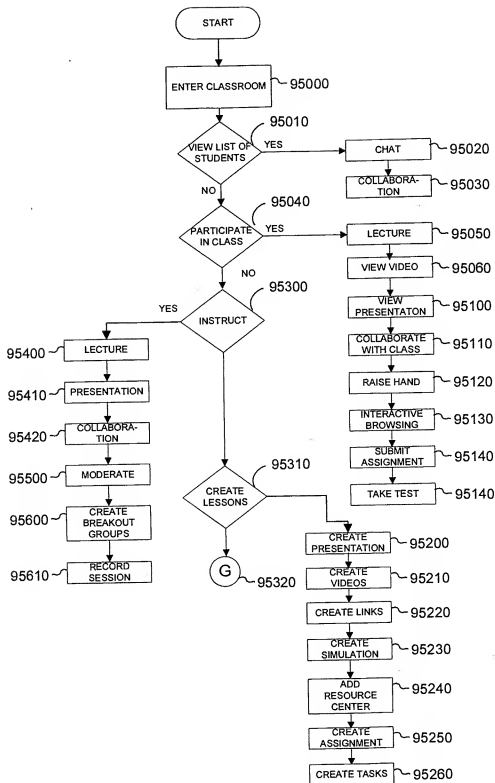 START
ENTER CLASSROOM
95000
VIEW LIST OF
STUDENTS
95010
YES
CHAT
95020
COLLABORA-
TION
95030
NO
PARTICIPATE
IN CLASS
95040
YES
LECTURE
95050
VIEW VIDEO
95060
VIEW
PRESENTATON
95100
COLLABORATE
WITH CLASS
95110
RAISE HAND
95120
INTERACTIVE
BROWSING
95130
SUBMIT
ASSIGNMENT
95140
TAKE TEST
95140
NO
INSTRUCT
95300
YES
LECTURE
95400
PRESENTATION
95410
COLLABORA-
TION
95420
MODERATE
95500
CREATE
BREAKOUT
GROUPS
95600
RECORD
SESSION
95610
CREATE
LESSONS
95310
G
95320
CREATE
PRESENTATION
95200
CREATE
VIDEOS
95210
CREATE LINKS
95220
CREATE
SIMULATION
95230
ADD
RESOURCE
CENTER
95240
CREATE
ASSIGNMENT
95250
CREATE TASKS
95260